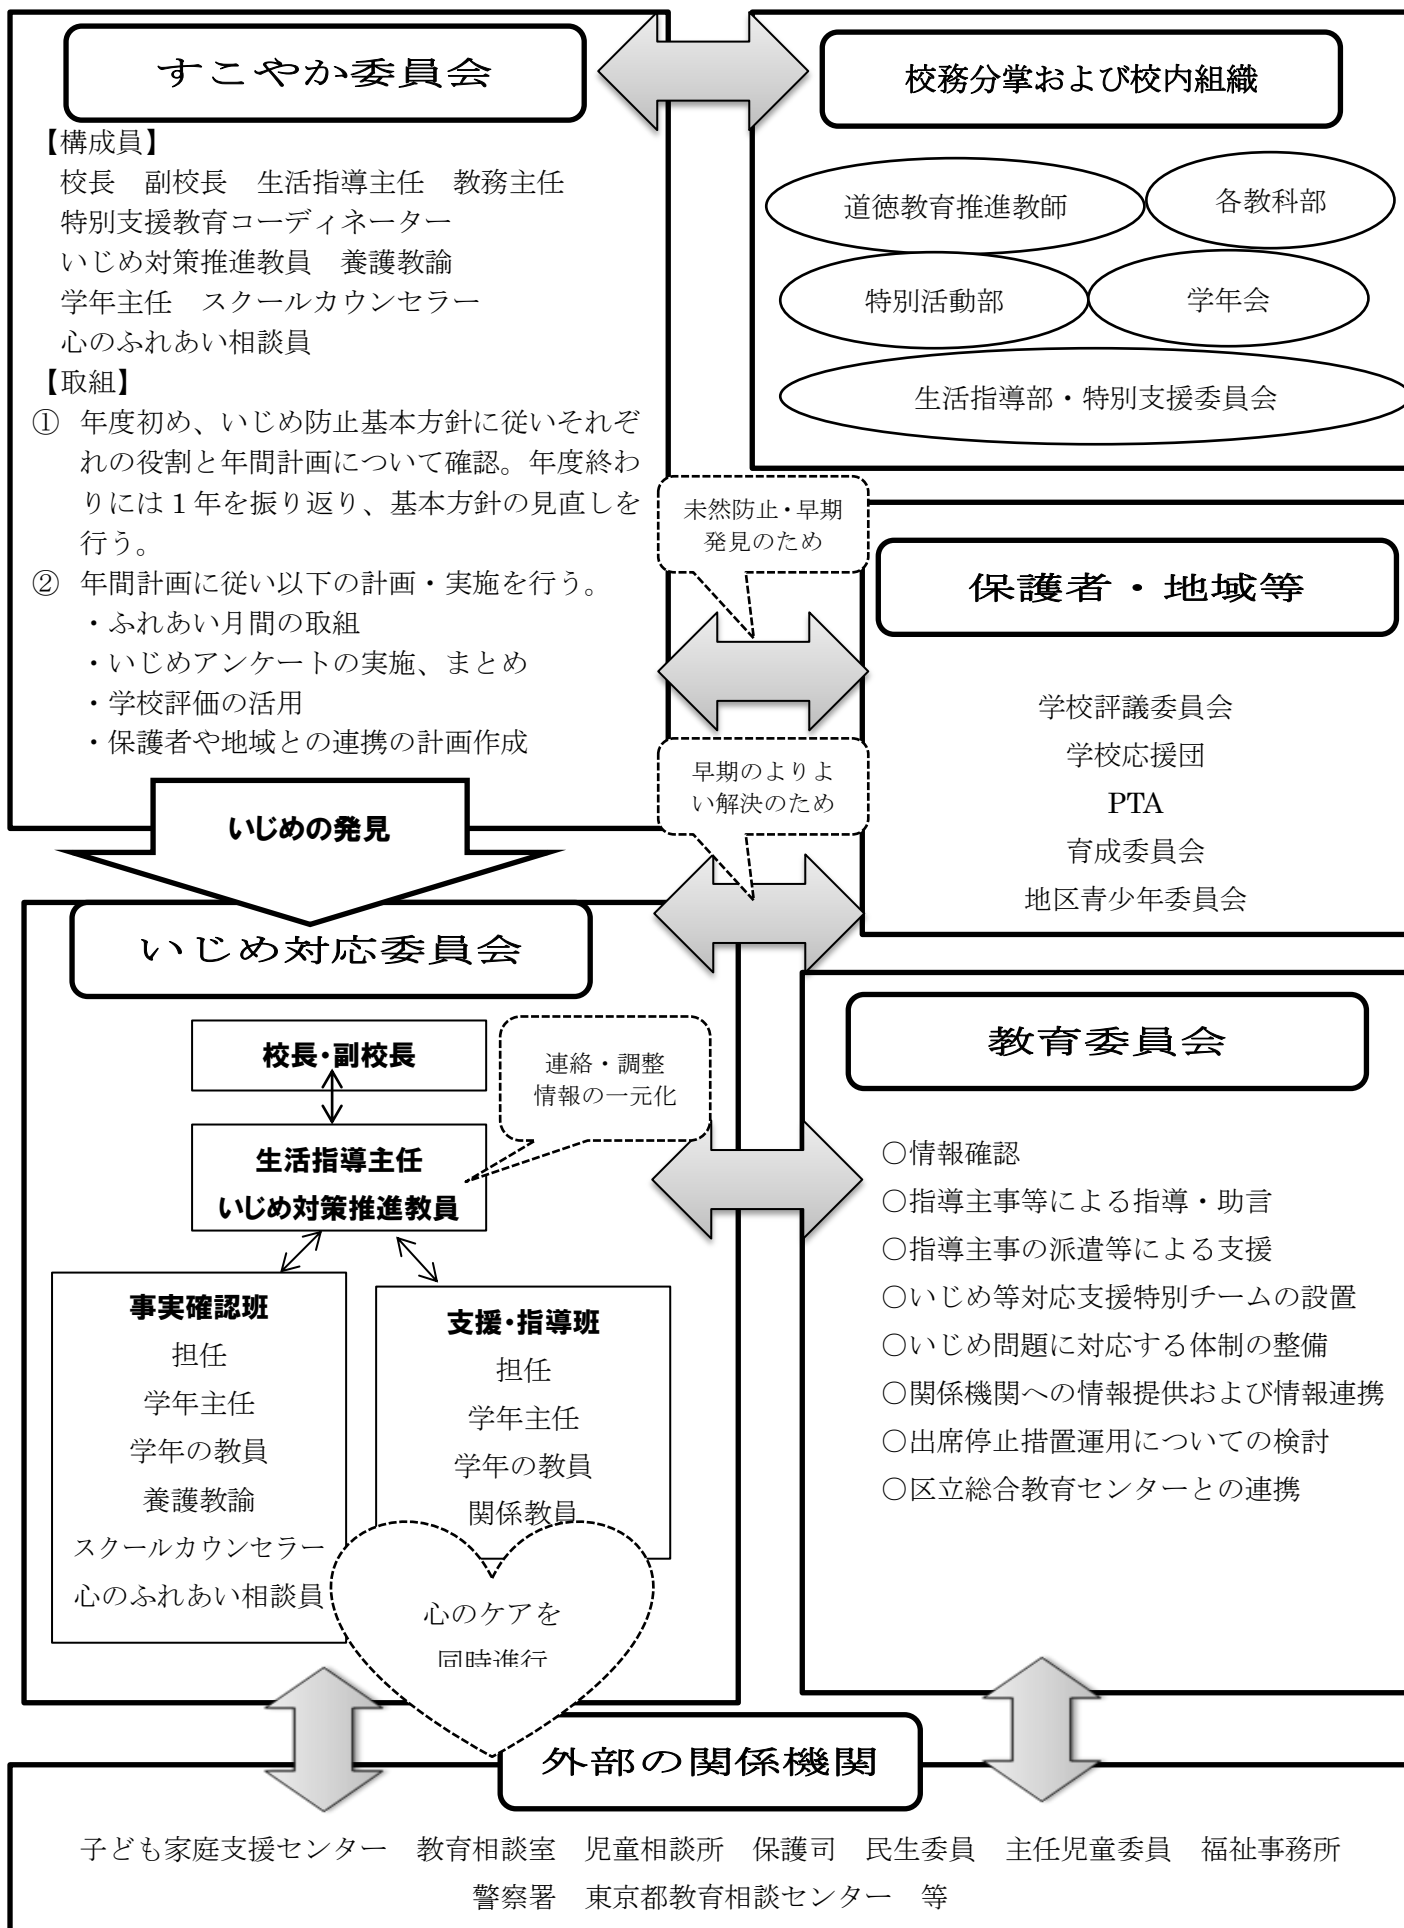 すこやか委員会
【構成員】
校長　副校長　生活指導主任　教務主任
特別支援教育コーディネーター
いじめ対策推進教員　養護教諭
学年主任　スクールカウンセラー
心のふれあい相談員
【取組】
①　年度初め、いじめ防止基本方針に従いそれぞ
れの役割と年間計画について確認。年度終わ
りには１年を振り返り、基本方針の見直しを
行う。
②　年間計画に従い以下の計画・実施を行う。
・ふれあい月間の取組
・いじめアンケートの実施、まとめ
・学校評価の活用
・保護者や地域との連携の計画作成
校務分掌および校内組織
道徳教育推進教師
各教科部
特別活動部
学年会
生活指導部・特別支援委員会
未然防止・早期
発見のため
保護者・地域等
学校評議委員会
学校応援団
PTA
育成委員会
地区青少年委員会
早期のよりよ
い解決のため
いじめの発見
いじめ対応委員会
校長・副校長
連絡・調整
情報の一元化
生活指導主任
いじめ対策推進教員
事実確認班
担任
学年主任
学年の教員
養護教諭
スクールカウンセラー
心のふれあい相談員
支援・指導班
担任
学年主任
学年の教員
関係教員
心のケアを
同時進行
教育委員会
○情報確認
○指導主事等による指導・助言
○指導主事の派遣等による支援
○いじめ等対応支援特別チームの設置
○いじめ問題に対応する体制の整備
○関係機関への情報提供および情報連携
○出席停止措置運用についての検討
○区立総合教育センターとの連携
外部の関係機関
子ども家庭支援センター　教育相談室　児童相談所　保護司　民生委員　主任児童委員　福祉事務所
警察署　東京都教育相談センター　等